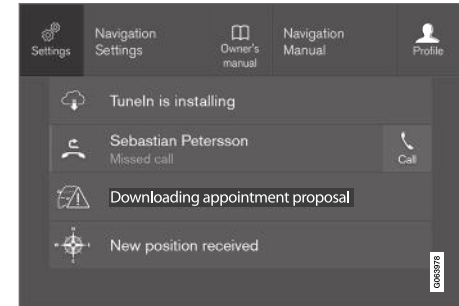 Settings
Navigation
Settings
Owner's
manual
Navigation
Manual
Profile
TuneIn is installing
Sebastian Petersson
Missed call
Call
Downloading appointment proposal
New position received
G063978